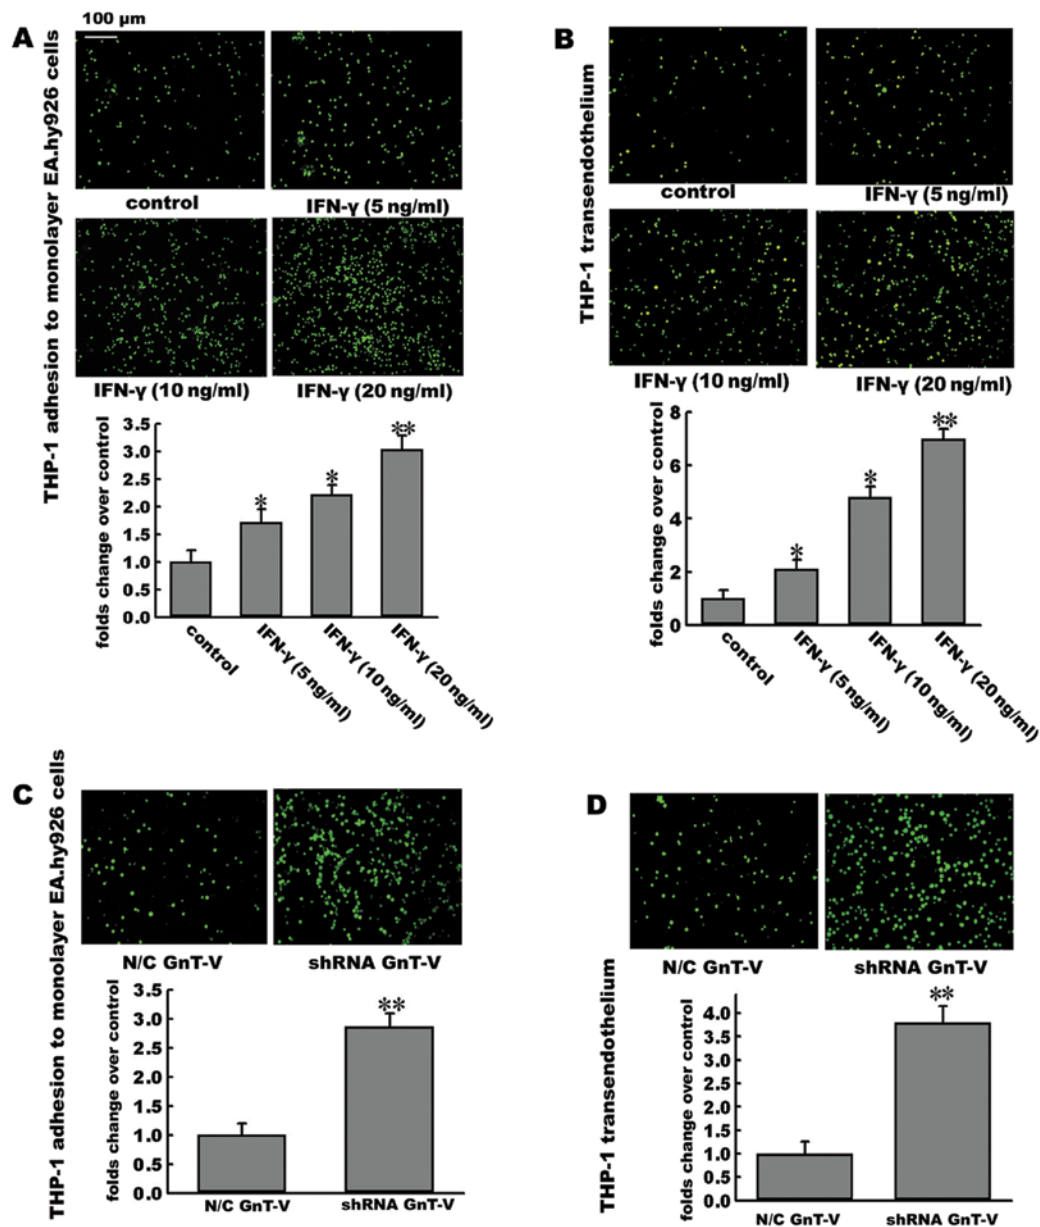 100 μm
A
THP-1 adhesion to monolayer EA.hy926 cells
control
IFN-γ (5 ng/ml)
IFN-γ (10 ng/ml)
IFN-γ (20 ng/ml)
folds change over control
3.5
3.0
2.5
2.0
1.5
1.0
0.5
0.0
*
*
**
control
IFN-γ (5 ng/ml)
IFN-γ (10 ng/ml)
IFN-γ (20 ng/ml)
B
THP-1 transendothelium
control
IFN-γ (5 ng/ml)
IFN-γ (10 ng/ml)
IFN-γ (20 ng/ml)
folds change over control
8
6
4
2
0
*
*
**
control
IFN-γ (5 ng/ml)
IFN-γ (10 ng/ml)
IFN-γ (20 ng/ml)
C
THP-1 adhesion to monolayer EA.hy926 cells
N/C GnT-V
shRNA GnT-V
folds change over control
3.5
3.0
2.5
2.0
1.5
1.0
0.5
0.0
**
N/C GnT-V
shRNA GnT-V
D
THP-1 transendothelium
N/C GnT-V
shRNA GnT-V
folds change over control
4.0
3.5
3.0
2.5
2.0
1.5
1.0
0.5
0.0
**
N/C GnT-V
shRNA GnT-V